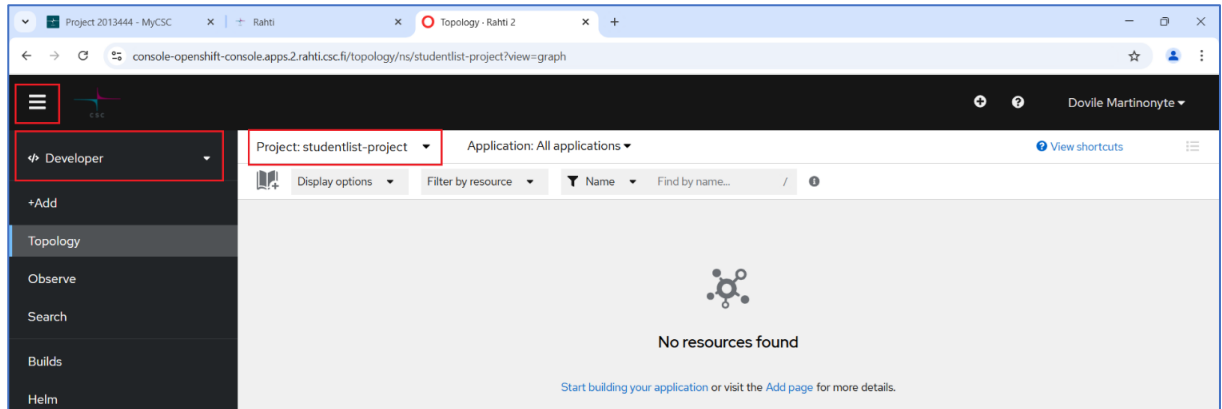 Project 2013444 - MyCSC
Rahti
Topology · Rahti 2
console-openshift-console.apps.2.rahti.csc.fi/topology/ns/studentlist-project?view=graph
CSC
Dovile Martinonyte
Developer
Project: studentlist-project
Application: All applications
View shortcuts
Display options
Filter by resource
Name
Find by name...
/
+Add
Topology
Observe
Search
Builds
Helm
No resources found
Start building your application or visit the Add page for more details.